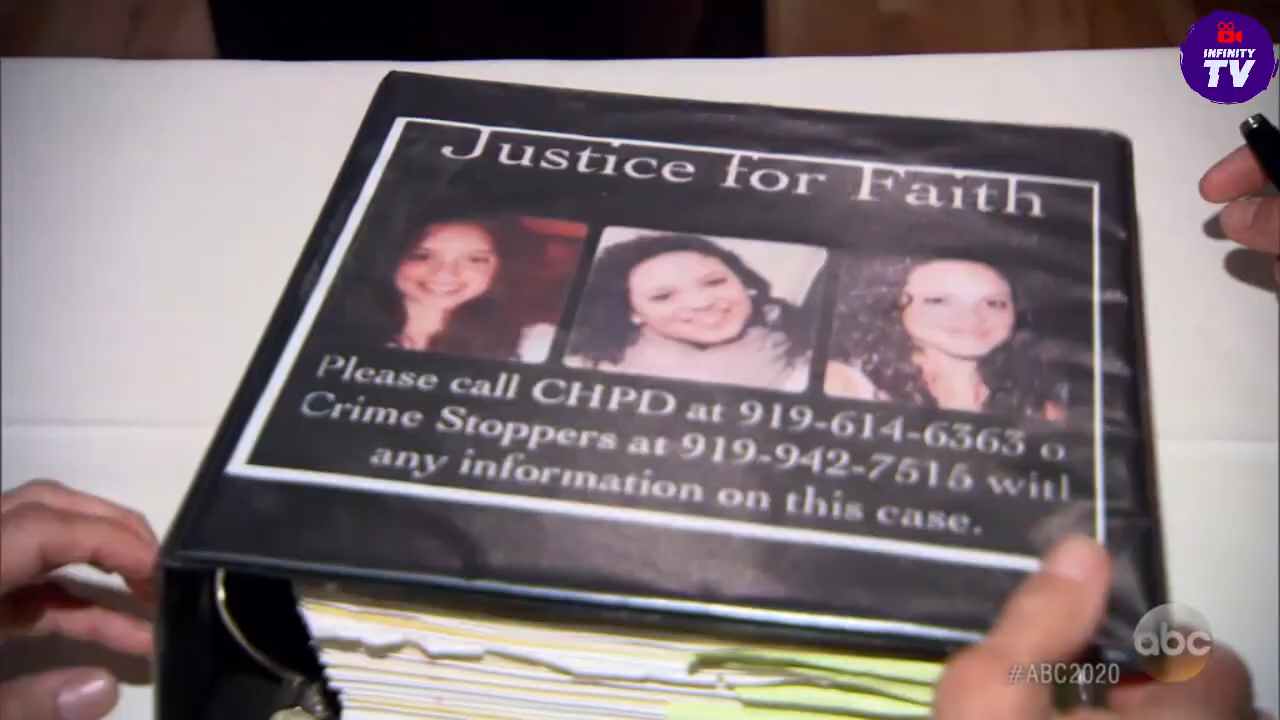 INFINITY
TV
Justice for Faith
Please call CHPD at 919-614-6363 o
Crime Stoppers at 919-942-7515 with
any information on this case.
abc
#ABC2020